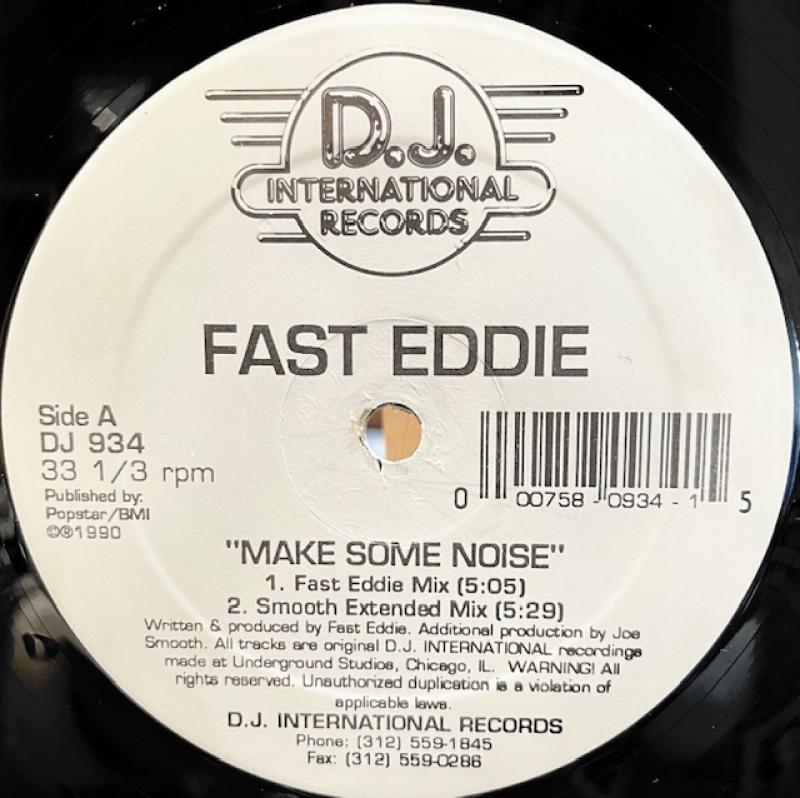 D.J.
INTERNATIONAL
RECORDS
FAST EDDIE
Side A
DJ 934
33 1/3 rpm
Published by:
Popstar/BMI
©℗1990
0 00758-0934-1 5
"MAKE SOME NOISE"
1. Fast Eddie Mix (5:05)
2. Smooth Extended Mix (5:29)
Written & produced by Fast Eddie. Additional production by Joe
Smooth. All tracks are original D.J. INTERNATIONAL recordings
made at Underground Studios, Chicago, IL. WARNING! All
rights reserved. Unauthorized duplication is a violation of
applicable laws.
D.J. INTERNATIONAL RECORDS
Phone: (312) 559-1845
Fax: (312) 559-0286